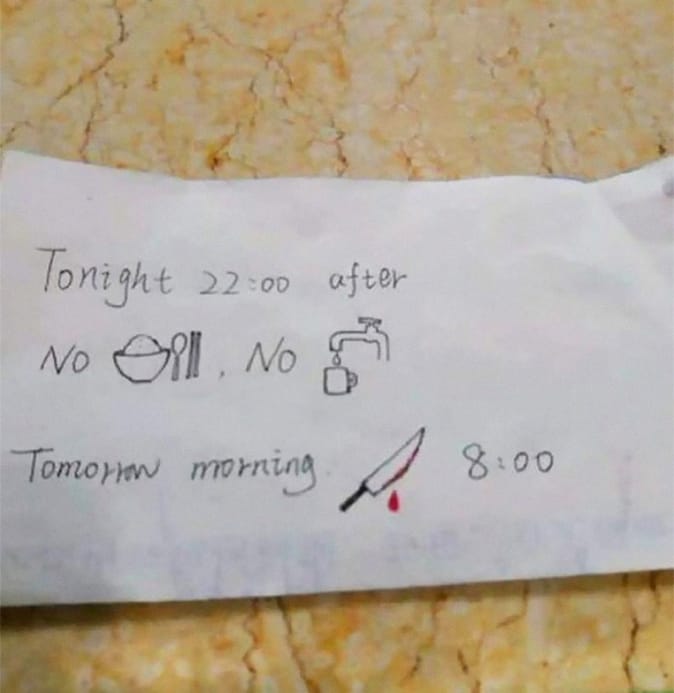 Tonight 22:00 after
No , No
Tomorrow morning 8:00